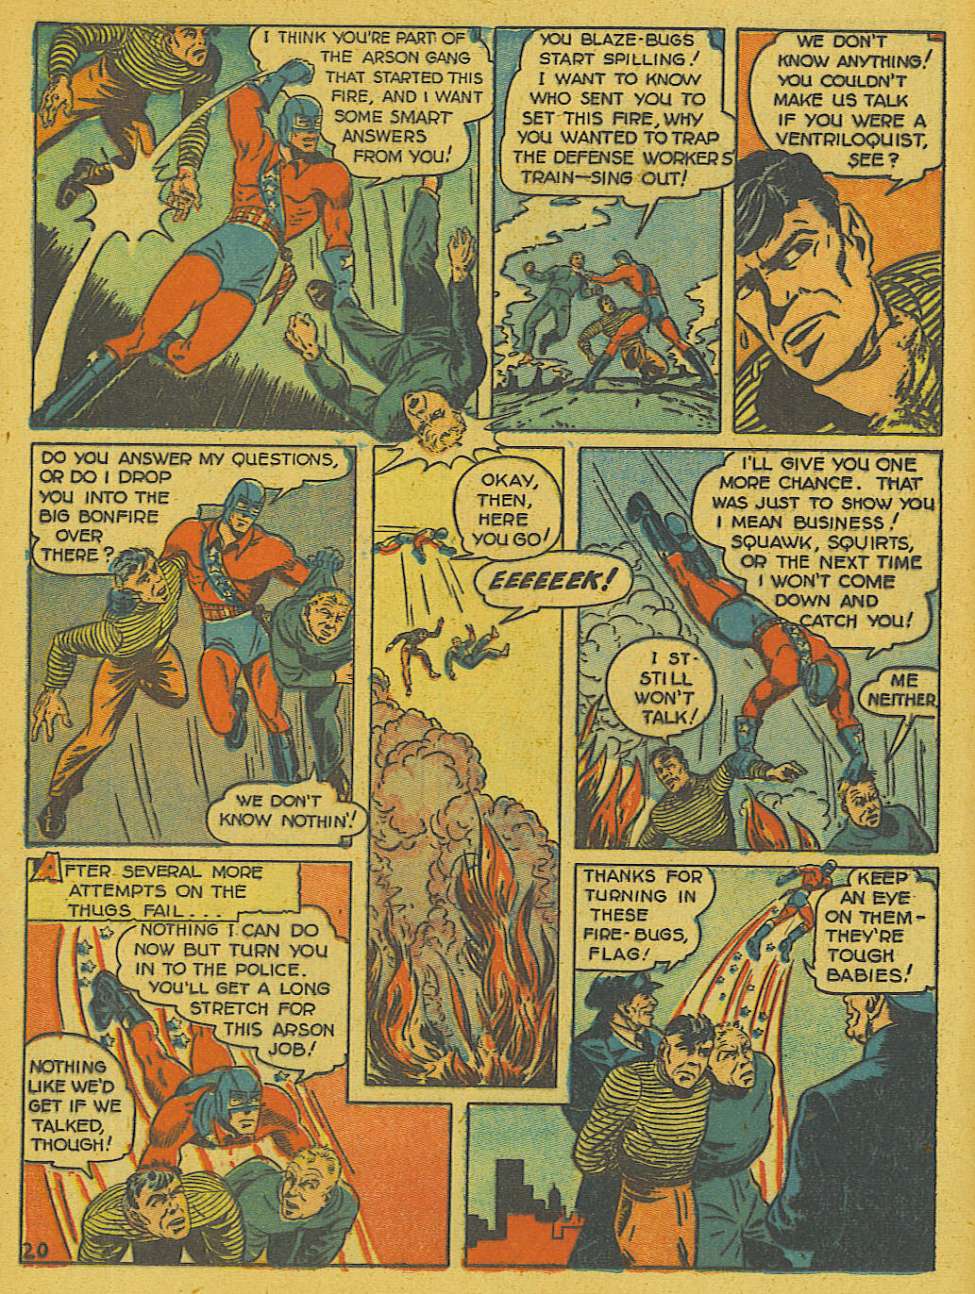 I THINK YOU'RE PART OF
THE ARSON GANG
THAT STARTED THIS
FIRE, AND I WANT
SOME SMART
ANSWERS
FROM YOU!
YOU BLAZE-BUGS
START SPILLING!
I WANT TO KNOW
WHO SENT YOU TO
SET THIS FIRE, WHY
YOU WANTED TO TRAP
THE DEFENSE WORKERS'
TRAIN—SING OUT!
WE DON'T
KNOW ANYTHING!
YOU COULDN'T
MAKE US TALK
IF YOU WERE A
VENTRILOQUIST,
SEE?
DO YOU ANSWER MY QUESTIONS,
OR DO I DROP
YOU INTO THE
BIG BONFIRE
OVER
THERE?
WE DON'T
KNOW NOTHIN'!
OKAY,
THEN,
HERE
YOU GO!
EEEEEEK!
I'LL GIVE YOU ONE
MORE CHANCE. THAT
WAS JUST TO SHOW YOU
I MEAN BUSINESS!
SQUAWK, SQUIRTS,
OR THE NEXT TIME
I WON'T COME
DOWN AND
CATCH YOU!
I ST-
STILL
WON'T
TALK!
ME
NEITHER
AFTER SEVERAL MORE
ATTEMPTS ON THE
THUGS FAIL...
NOTHING I CAN DO
NOW BUT TURN YOU
IN TO THE POLICE.
YOU'LL GET A LONG
STRETCH FOR
THIS ARSON
JOB!
NOTHING
LIKE WE'D
GET IF WE
TALKED,
THOUGH!
20
THANKS FOR
TURNING IN
THESE
FIRE-BUGS,
FLAG!
KEEP
AN EYE
ON THEM—
THEY'RE
TOUGH
BABIES!